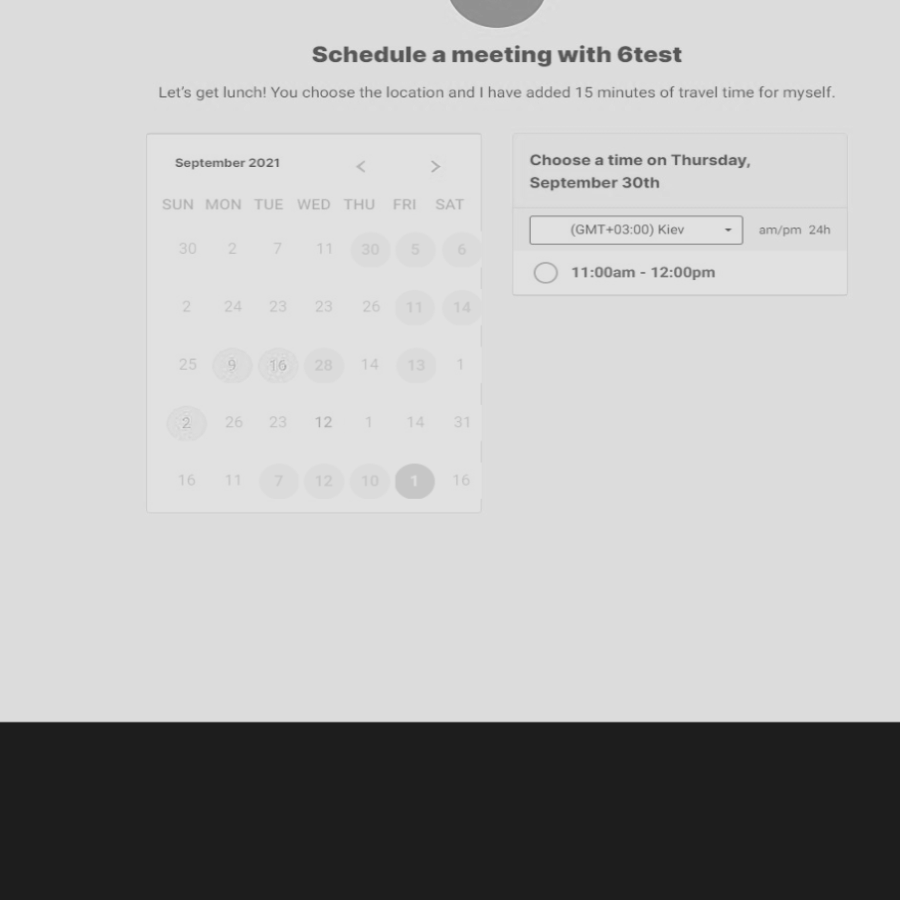 Schedule a meeting with 6test
Let's get lunch! You choose the location and I have added 15 minutes of travel time for myself.
September 2021 < >
SUN MON TUE WED THU FRI SAT
30 2 7 11 30 5 6
2 24 23 23 26 11 14
25 9 16 28 14 13 1
2 26 23 12 1 14 31
16 11 7 12 10 1 16
Choose a time on Thursday,
September 30th
(GMT+03:00) Kiev am/pm 24h
11:00am - 12:00pm